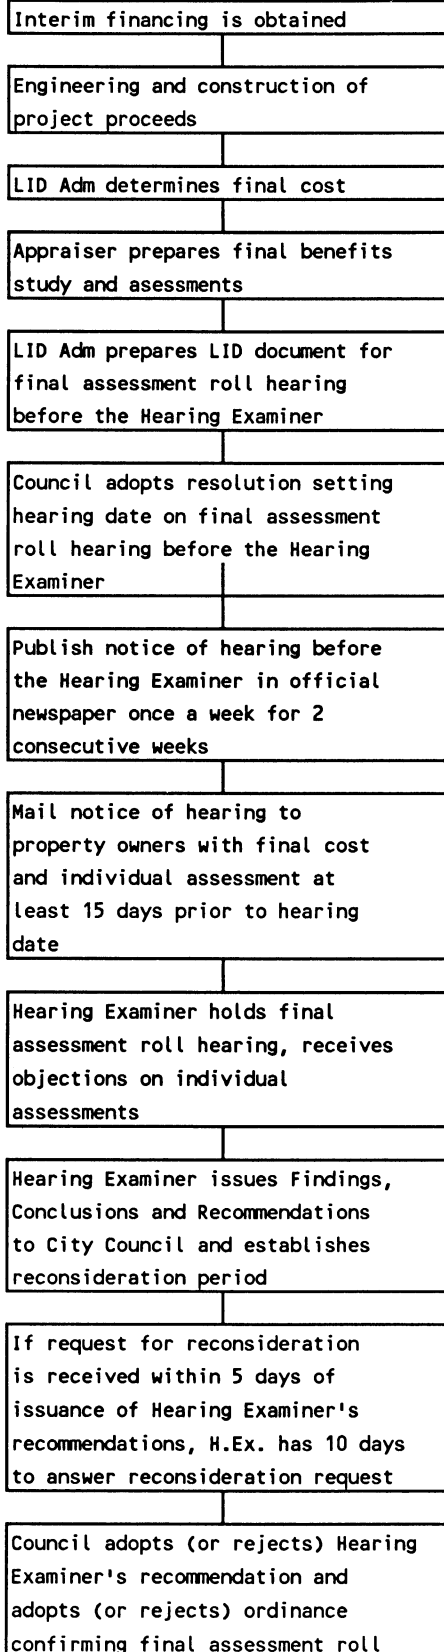 Interim financing is obtained
Engineering and construction of
project proceeds
LID Adm determines final cost
Appraiser prepares final benefits
study and asessments
LID Adm prepares LID document for
final assessment roll hearing
before the Hearing Examiner
Council adopts resolution setting
hearing date on final assessment
roll hearing before the Hearing
Examiner
Publish notice of hearing before
the Hearing Examiner in official
newspaper once a week for 2
consecutive weeks
Mail notice of hearing to
property owners with final cost
and individual assessment at
least 15 days prior to hearing
date
Hearing Examiner holds final
assessment roll hearing, receives
objections on individual
assessments
Hearing Examiner issues Findings,
Conclusions and Recommendations
to City Council and establishes
reconsideration period
If request for reconsideration
is received within 5 days of
issuance of Hearing Examiner's
recommendations, H.Ex. has 10 days
to answer reconsideration request
Council adopts (or rejects) Hearing
Examiner's recommendation and
adopts (or rejects) ordinance
confirming final assessment roll